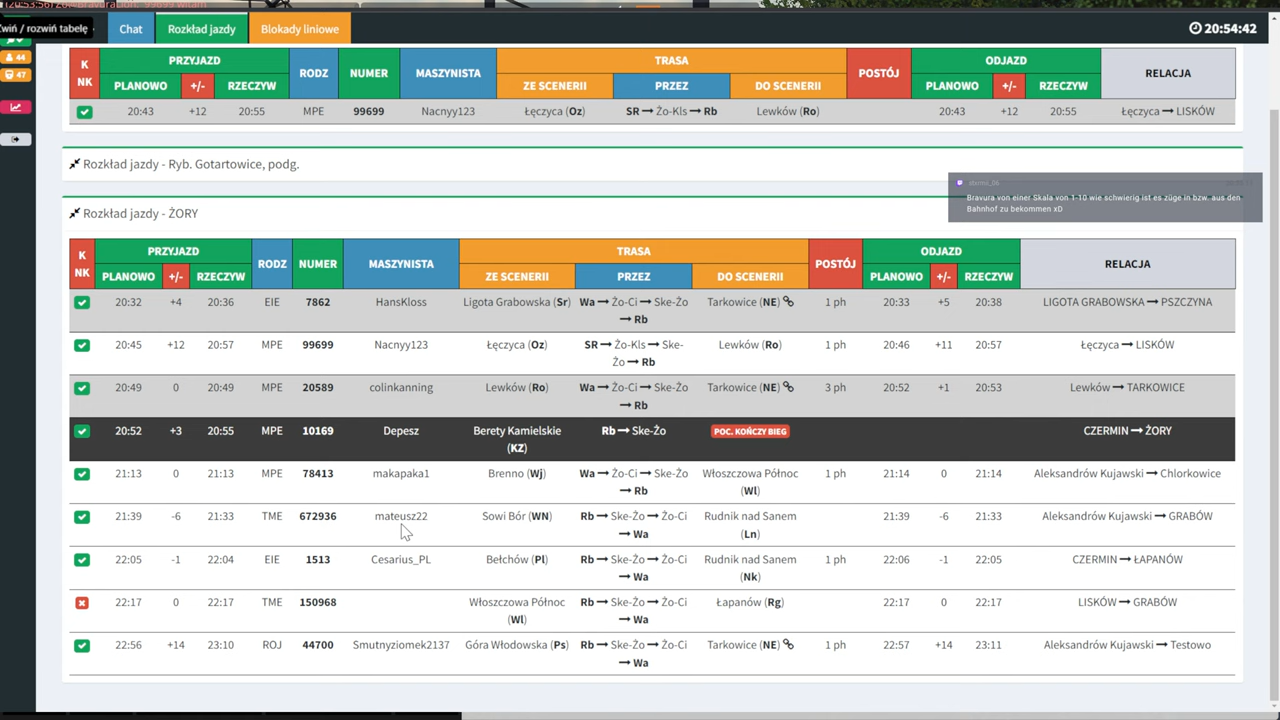 Zwiń / rozwiń tabelę
Chat
Rozkład jazdy
Blokady liniowe
20:54:42
44
47
K NK PRZYJAZD RODZ NUMER MASZYNISTA TRASA POSTÓJ ODJAZD RELACJA
PLANOWO +/- RZECZYW ZE SCENERII PRZEZ DO SCENERII PLANOWO +/- RZECZYW
20:43 +12 20:55 MPE 99699 Nacnyy123 Łęczyca (Oz) SR → Żo-Kls → Rb Lewków (Ro) 20:43 +12 20:55 Łęczyca → LISKÓW
Rozkład jazdy - Ryb. Gotartowice, podg.
Bravura von einer Skala von 1-10 wie schwierig ist es züge in bzw. aus den
Bahnhof zu bekommen xD
Rozkład jazdy - ŻORY
K NK PRZYJAZD RODZ NUMER MASZYNISTA TRASA POSTÓJ ODJAZD RELACJA
PLANOWO +/- RZECZYW ZE SCENERII PRZEZ DO SCENERII PLANOWO +/- RZECZYW
20:32 +4 20:36 EIE 7862 HansKloss Ligota Grabowska (Sr) Wa → Żo-Ci → Ske-Żo Tarkowice (NE) 1 ph 20:33 +5 20:38 LIGOTA GRABOWSKA → PSZCZYNA
→ Rb
20:45 +12 20:57 MPE 99699 Nacnyy123 Łęczyca (Oz) SR → Żo-Kls → Ske- Lewków (Ro) 1 ph 20:46 +11 20:57 Łęczyca → LISKÓW
Żo → Rb
20:49 0 20:49 MPE 20589 colinkanning Lewków (Ro) Wa → Żo-Ci → Ske-Żo Tarkowice (NE) 3 ph 20:52 +1 20:53 Lewków → TARKOWICE
→ Rb
20:52 +3 20:55 MPE 10169 Depesz Berety Kamielskie Rb → Ske-Żo POC. KOŃCZY BIEG CZERMIN → ŻORY
(KZ)
21:13 0 21:13 MPE 78413 makapaka1 Brenno (Wj) Wa → Żo-Ci → Ske-Żo Włoszczowa Północ 1 ph 21:14 0 21:14 Aleksandrów Kujawski → Chlorkowice
→ Rb (Wl)
21:39 -6 21:33 TME 672936 mateusz22 Sowi Bór (WN) Rb → Ske-Żo → Żo-Ci Rudnik nad Sanem 21:39 -6 21:33 Aleksandrów Kujawski → GRABÓW
→ Wa (Ln)
22:05 -1 22:04 EIE 1513 Cesarius_PL Bełchów (Pl) Rb → Ske-Żo → Żo-Ci Rudnik nad Sanem 1 ph 22:06 -1 22:05 CZERMIN → ŁAPANÓW
→ Wa (Nk)
22:17 0 22:17 TME 150968 Włoszczowa Północ Rb → Ske-Żo → Żo-Ci Łapanów (Rg) 22:17 0 22:17 LISKÓW → GRABÓW
(Wl) → Wa
22:56 +14 23:10 ROJ 44700 Smutnyziomek2137 Góra Włodowska (Ps) Rb → Ske-Żo → Żo-Ci Tarkowice (NE) 1 ph 22:57 +14 23:11 Aleksandrów Kujawski → Testowo
→ Wa